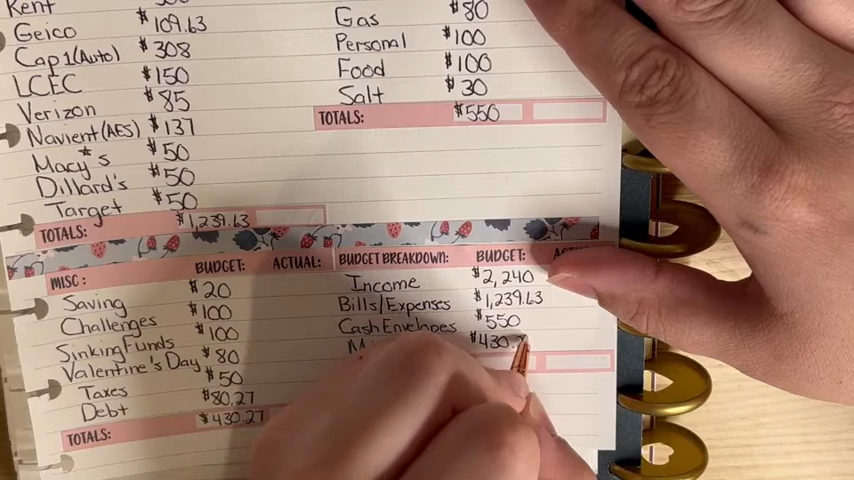 Rent
Geico $109.63
Cap1(Auto) $308
LCEC $150
Verizon $85
Navient(AES) $137
Macy*s $50
Dillard's $50
Target $50
TOTALS: $1,239.63
Gas $80
Personal $100
Food $100
Salt $30
TOTALS: $550
MISC: BUDGET: ACTUAL:
Saving $20
Challenges $100
Sinking Funds $100
Valentine's Day $80
Taxes $50
Debt $80.27
TOTALS: $430.27
BUDGET BREAKDOWN: BUDGET:
Income $2,240
Bills/Expenses $1,239.63
Cash Envelopes $550
$430.